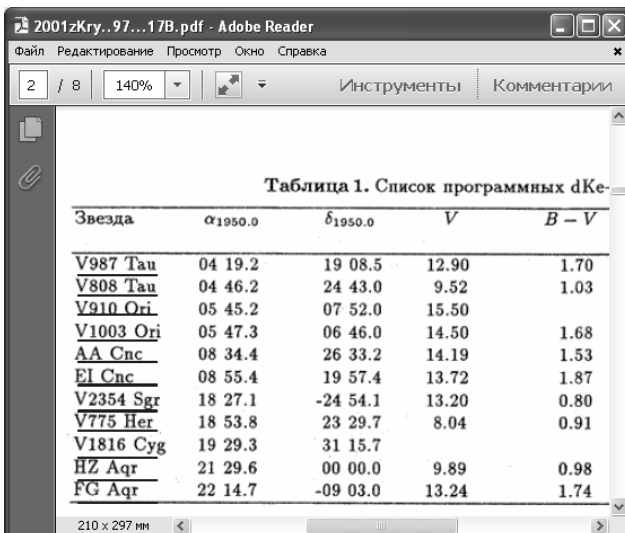 2001zKry..97...17B.pdf - Adobe Reader
Файл Редактирование Просмотр Окно Справка
2 / 8 140% Инструменты Комментарии
Таблица 1. Список программных dKe-
Звезда α1950.0 δ1950.0 V B − V
V987 Tau 04 19.2 19 08.5 12.90 1.70
V808 Tau 04 46.2 24 43.0 9.52 1.03
V910 Ori 05 45.2 07 52.0 15.50
V1003 Ori 05 47.3 06 46.0 14.50 1.68
AA Cnc 08 34.4 26 33.2 14.19 1.53
EI Cnc 08 55.4 19 57.4 13.72 1.87
V2354 Sgr 18 27.1 -24 54.1 13.20 0.80
V775 Her 18 53.8 23 29.7 8.04 0.91
V1816 Cyg 19 29.3 31 15.7
HZ Aqr 21 29.6 00 00.0 9.89 0.98
FG Aqr 22 14.7 -09 03.0 13.24 1.74
210 x 297 мм